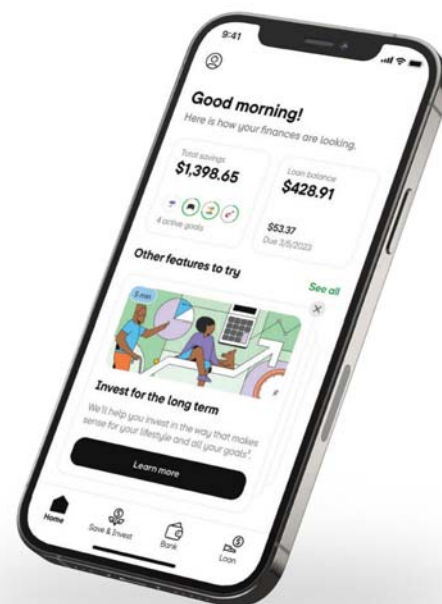 9:41
Good morning!
Here is how your finances are looking.
Total savings
$1,398.65
4 active goals
Loan balance
$428.91
$53.37
Due 3/5/2023
Other features to try
See all
5 min
Invest for the long term
We'll help you invest in the way that makes
sense for your lifestyle and all your goals¹.
Learn more
Home
Save & Invest
Bank
Loan